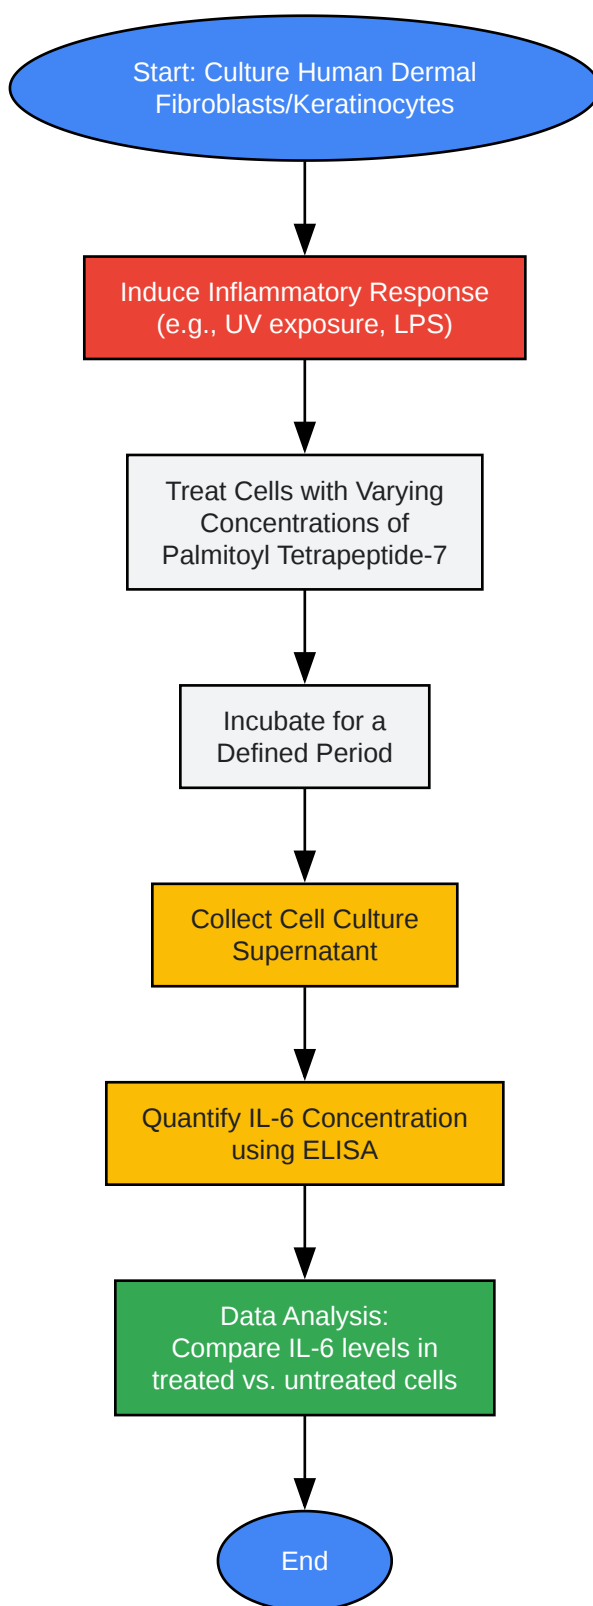 Start: Culture Human Dermal
Fibroblasts/Keratinocytes
Induce Inflammatory Response
(e.g., UV exposure, LPS)
Treat Cells with Varying
Concentrations of
Palmitoyl Tetrapeptide-7
Incubate for a
Defined Period
Collect Cell Culture
Supernatant
Quantify IL-6 Concentration
using ELISA
Data Analysis:
Compare IL-6 levels in
treated vs. untreated cells
End